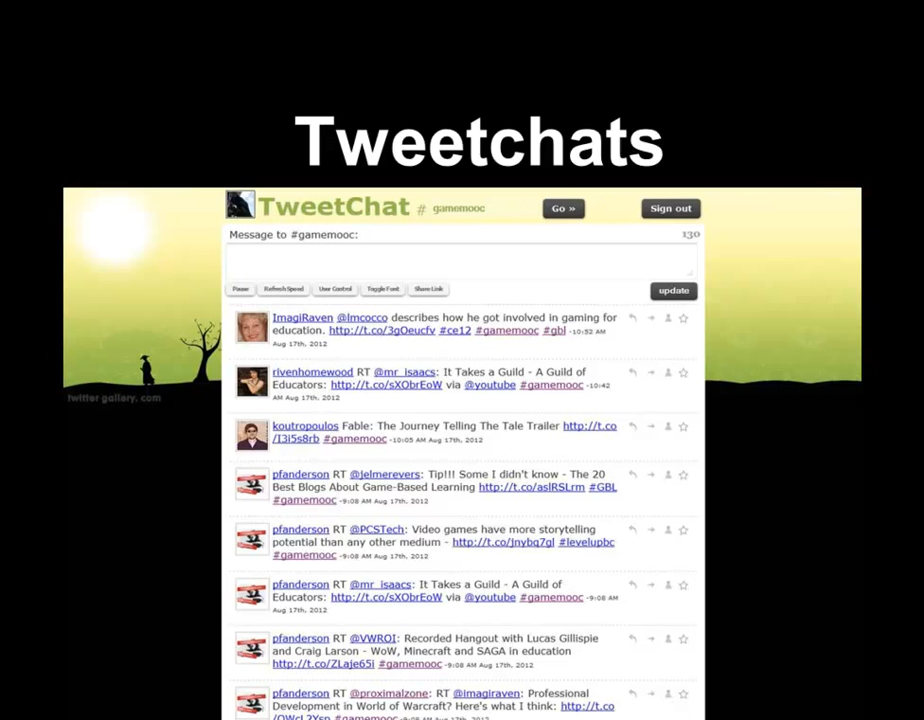 Tweetchats
TweetChat # gamemooc Go » Sign out
Message to #gamemooc: 130
Pause Refresh Speed User Control Toggle Font Share Link update
ImagiRaven @lmcocco describes how he got involved in gaming for
education. http://t.co/3gOeucfv #ce12 #gamemooc #gbl -10:52 AM
Aug 17th, 2012
rivenhomewood RT @mr_isaacs: It Takes a Guild - A Guild of
Educators: http://t.co/sXObrEoW via @youtube #gamemooc -10:42
AM Aug 17th, 2012
twitter gallery. com
koutropoulos Fable: The Journey Telling The Tale Trailer http://t.co
/I3i5s8rb #gamemooc -10:05 AM Aug 17th, 2012
pfanderson RT @jelmerevers: Tip!!! Some I didn't know - The 20
Best Blogs About Game-Based Learning http://t.co/aslRSLrm #GBL
#gamemooc -9:08 AM Aug 17th, 2012
pfanderson RT @PCSTech: Video games have more storytelling
potential than any other medium - http://t.co/jnybq7gl #levelupbc
#gamemooc -9:08 AM Aug 17th, 2012
pfanderson RT @mr_isaacs: It Takes a Guild - A Guild of
Educators: http://t.co/sXObrEoW via @youtube #gamemooc -9:08 AM
Aug 17th, 2012
pfanderson RT @VWROI: Recorded Hangout with Lucas Gillispie
and Craig Larson - WoW, Minecraft and SAGA in education
http://t.co/ZLaje65i #gamemooc -9:08 AM Aug 17th, 2012
pfanderson RT @proximalzone: RT @imagiraven: Professional
Development in World of Warcraft? Here's what I think: http://t.co
/QWcL2Ysp #gamemooc -9:08 AM Aug 17th, 2012